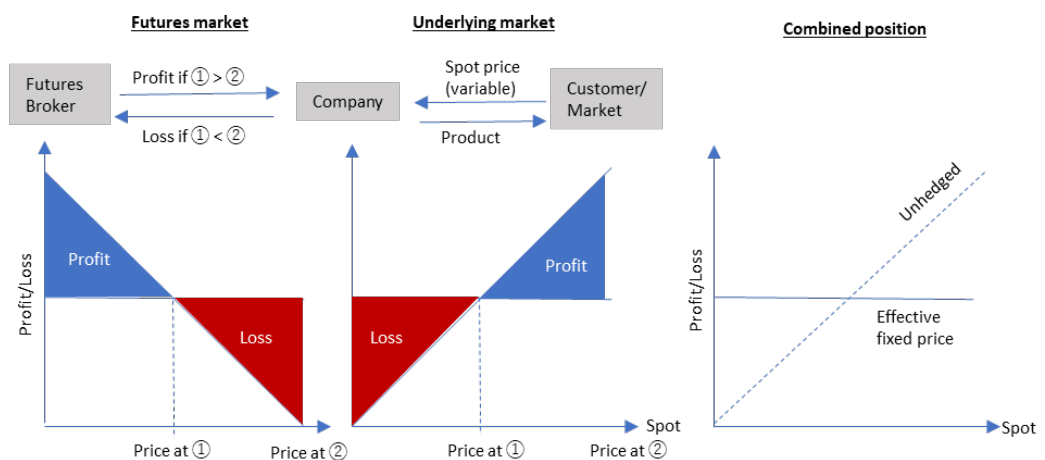 Futures market
Underlying market
Combined position
Futures
Broker
Profit if ① > ②
Loss if ① < ②
Company
Spot price
(variable)
Product
Customer/
Market
Profit/Loss
Profit
Loss
Price at ①
Price at ②
Loss
Profit
Price at ①
Price at ②
Spot
Profit/Loss
Unhedged
Effective
fixed price
Spot